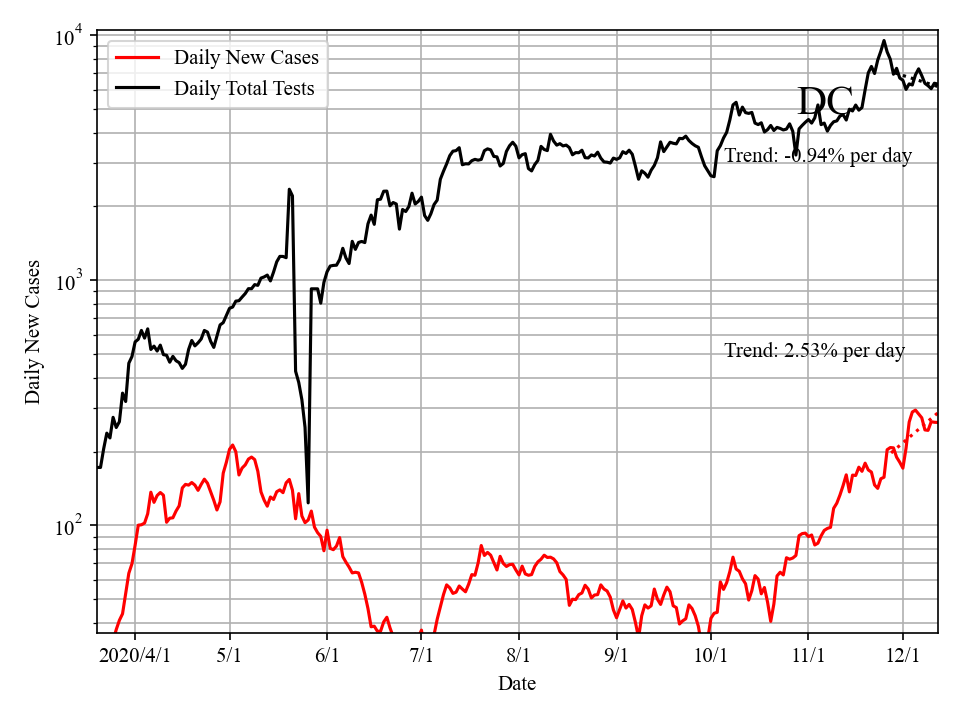 10^4
Daily New Cases
Daily Total Tests
DC
Trend: -0.94% per day
10^3
Trend: 2.53% per day
10^2
Daily New Cases
2020/4/1 5/1 6/1 7/1 8/1 9/1 10/1 11/1 12/1
Date